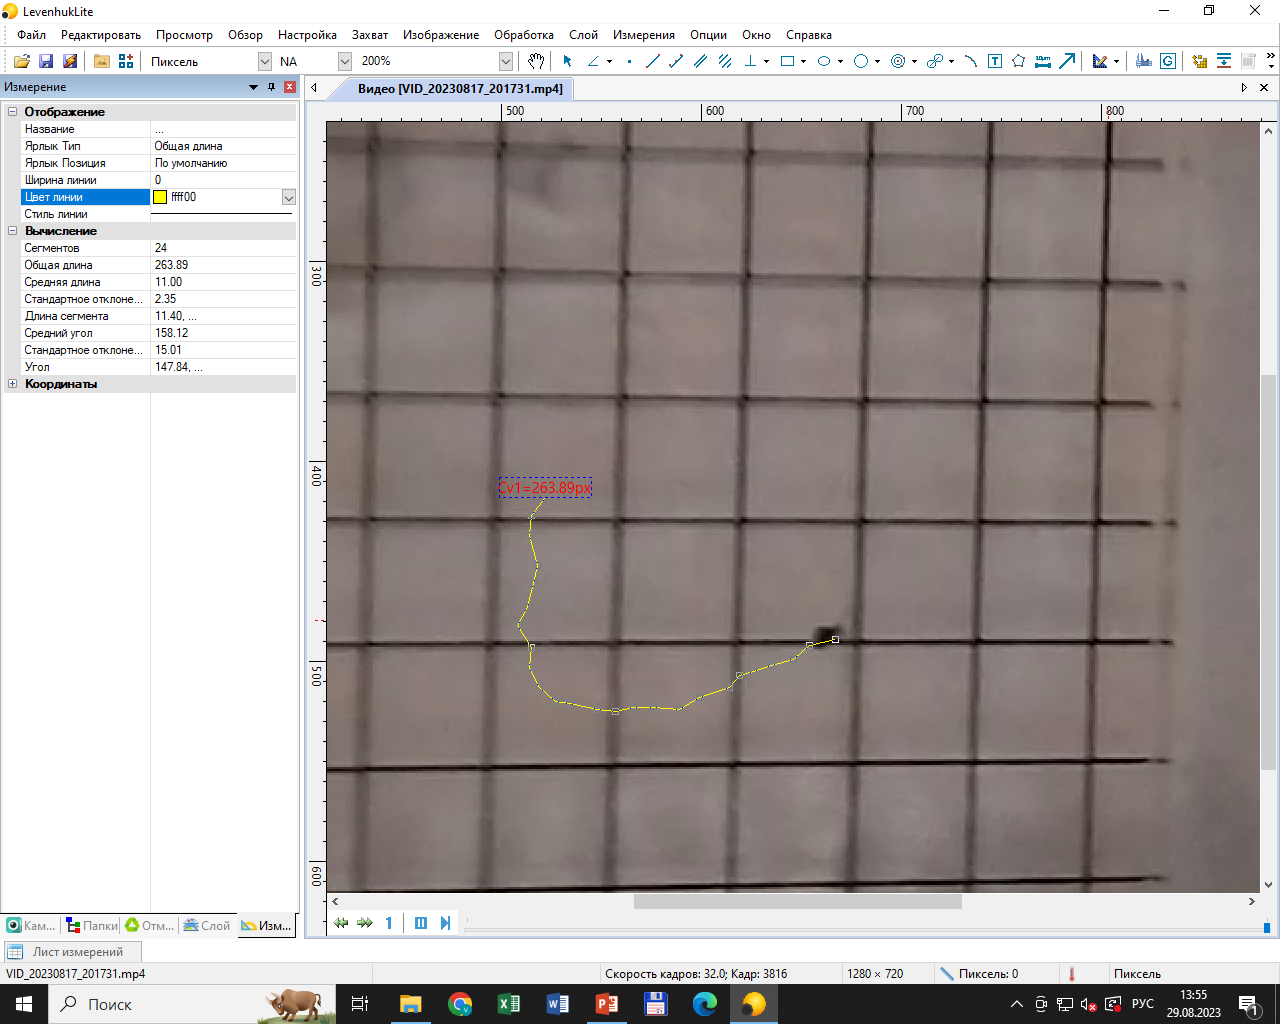 LevenhukLite
Файл Редактировать Просмотр Обзор Настройка Захват Изображение Обработка Слой Измерения Опции Окно Справка
Пиксель NA 200%
Измерение
Видео [VID_20230817_201731.mp4]
500 600 700 800
Отображение
Название ...
Ярлык Тип Общая длина
Ярлык Позиция По умолчанию
Ширина линии 0
Цвет линии ffff00
Стиль линии
Вычисление
Сегментов 24
Общая длина 263.89
Средняя длина 11.00
Стандартное отклоне... 2.35
Длина сегмента 11.40, ...
Средний угол 158.12
Стандартное отклоне... 15.01
Угол 147.84, ...
Координаты
300
400
500
600
Cv1=263.89px
1
Кам... Папки Отм... Слой Изм...
Лист измерений
VID_20230817_201731.mp4 Скорость кадров: 32.0; Кадр: 3816 1280 × 720 Пиксель: 0 Пиксель
Поиск
РУС
13:55
29.08.2023
1